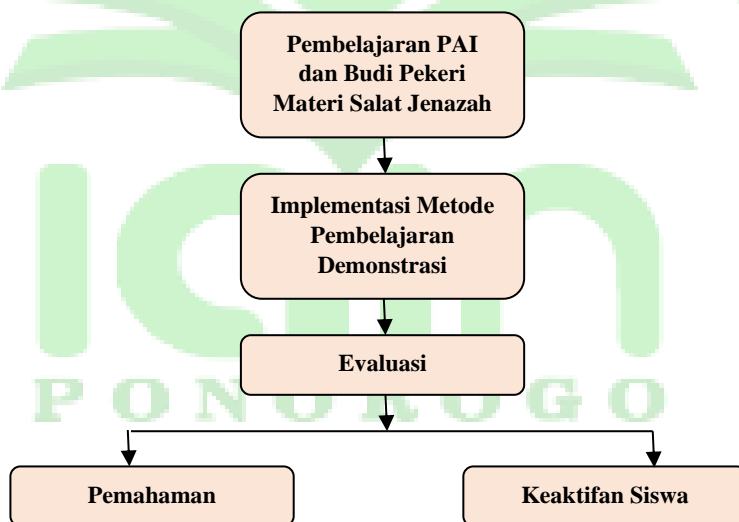 Pembelajaran PAI
dan Budi Pekeri
Materi Salat Jenazah
Implementasi Metode
Pembelajaran
Demonstrasi
Evaluasi
PONOROGO
Pemahaman
Keaktifan Siswa